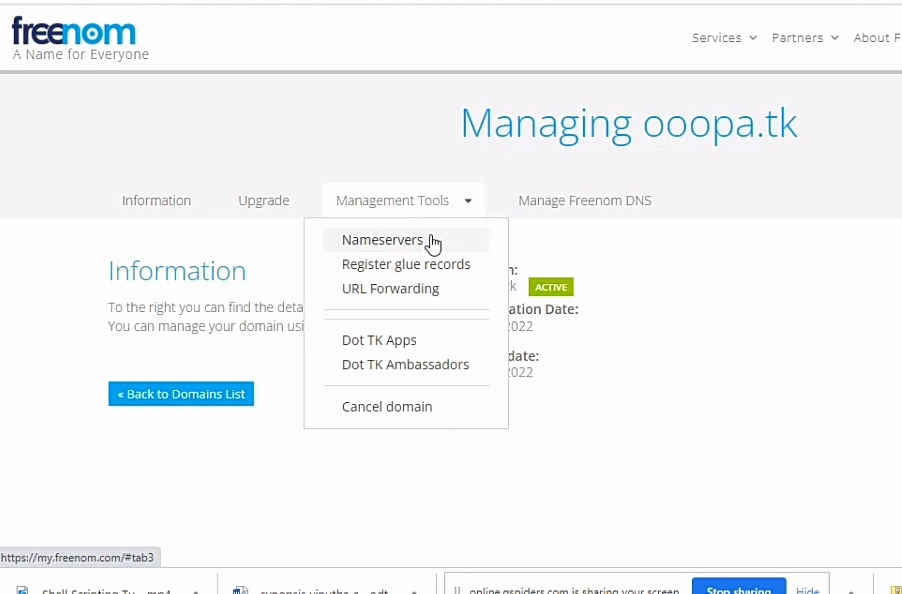 freenom
A Name for Everyone
Services Partners About F
Managing ooopa.tk
Information Upgrade Management Tools Manage Freenom DNS
Nameservers
Register glue records
URL Forwarding
Dot TK Apps
Dot TK Ambassadors
Cancel domain
Information
To the right you can find the deta
You can manage your domain usi
« Back to Domains List
n:
k ACTIVE
ation Date:
2022
date:
2022
https://my.freenom.com/#tab3
Shell Scripting Tu....mp4 synopsis vinutha g...odt online.qspiders.com is sharing your screen. Stop sharing Hide